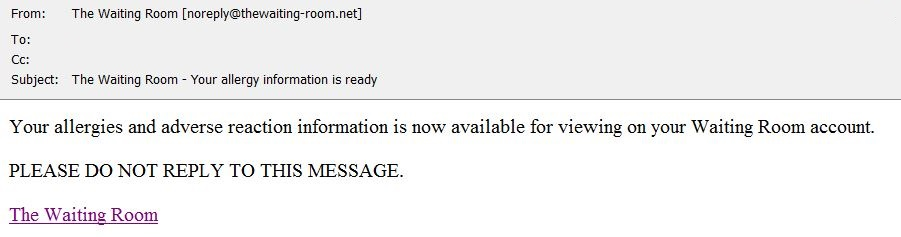 From: The Waiting Room [noreply@thewaiting-room.net]
To:
Cc:
Subject: The Waiting Room - Your allergy information is ready
Your allergies and adverse reaction information is now available for viewing on your Waiting Room account.
PLEASE DO NOT REPLY TO THIS MESSAGE.
The Waiting Room